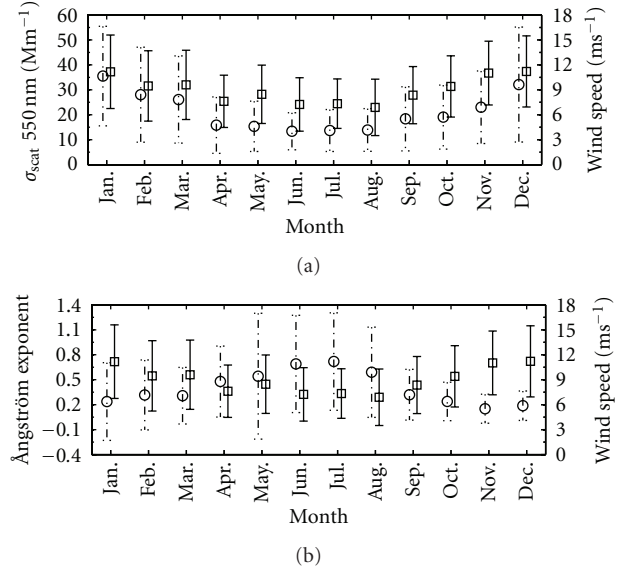 60
50
40
30
20
10
0
σscat 550 nm (Mm−1)
18
15
12
9
6
3
0
Wind speed (ms−1)
Jan.
Feb.
Mar.
Apr.
May.
Jun.
Jul.
Aug.
Sep.
Oct.
Nov.
Dec.
Month
(a)
1.4
1.1
0.8
0.5
0.2
−0.1
−0.4
Ångström exponent
18
15
12
9
6
3
0
Wind speed (ms−1)
Jan.
Feb.
Mar.
Apr.
May.
Jun.
Jul.
Aug.
Sep.
Oct.
Nov.
Dec.
Month
(b)